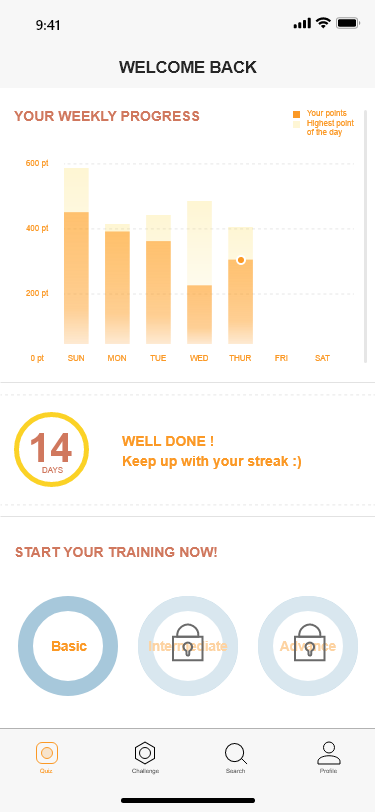 9:41
WELCOME BACK
YOUR WEEKLY PROGRESS
Your points
Highest point
of the day
600 pt
400 pt
200 pt
0 pt SUN MON TUE WED THUR FRI SAT
14
DAYS
WELL DONE !
Keep up with your streak :)
START YOUR TRAINING NOW!
Basic Intermediate Advance
Quiz Challenge Search Profile